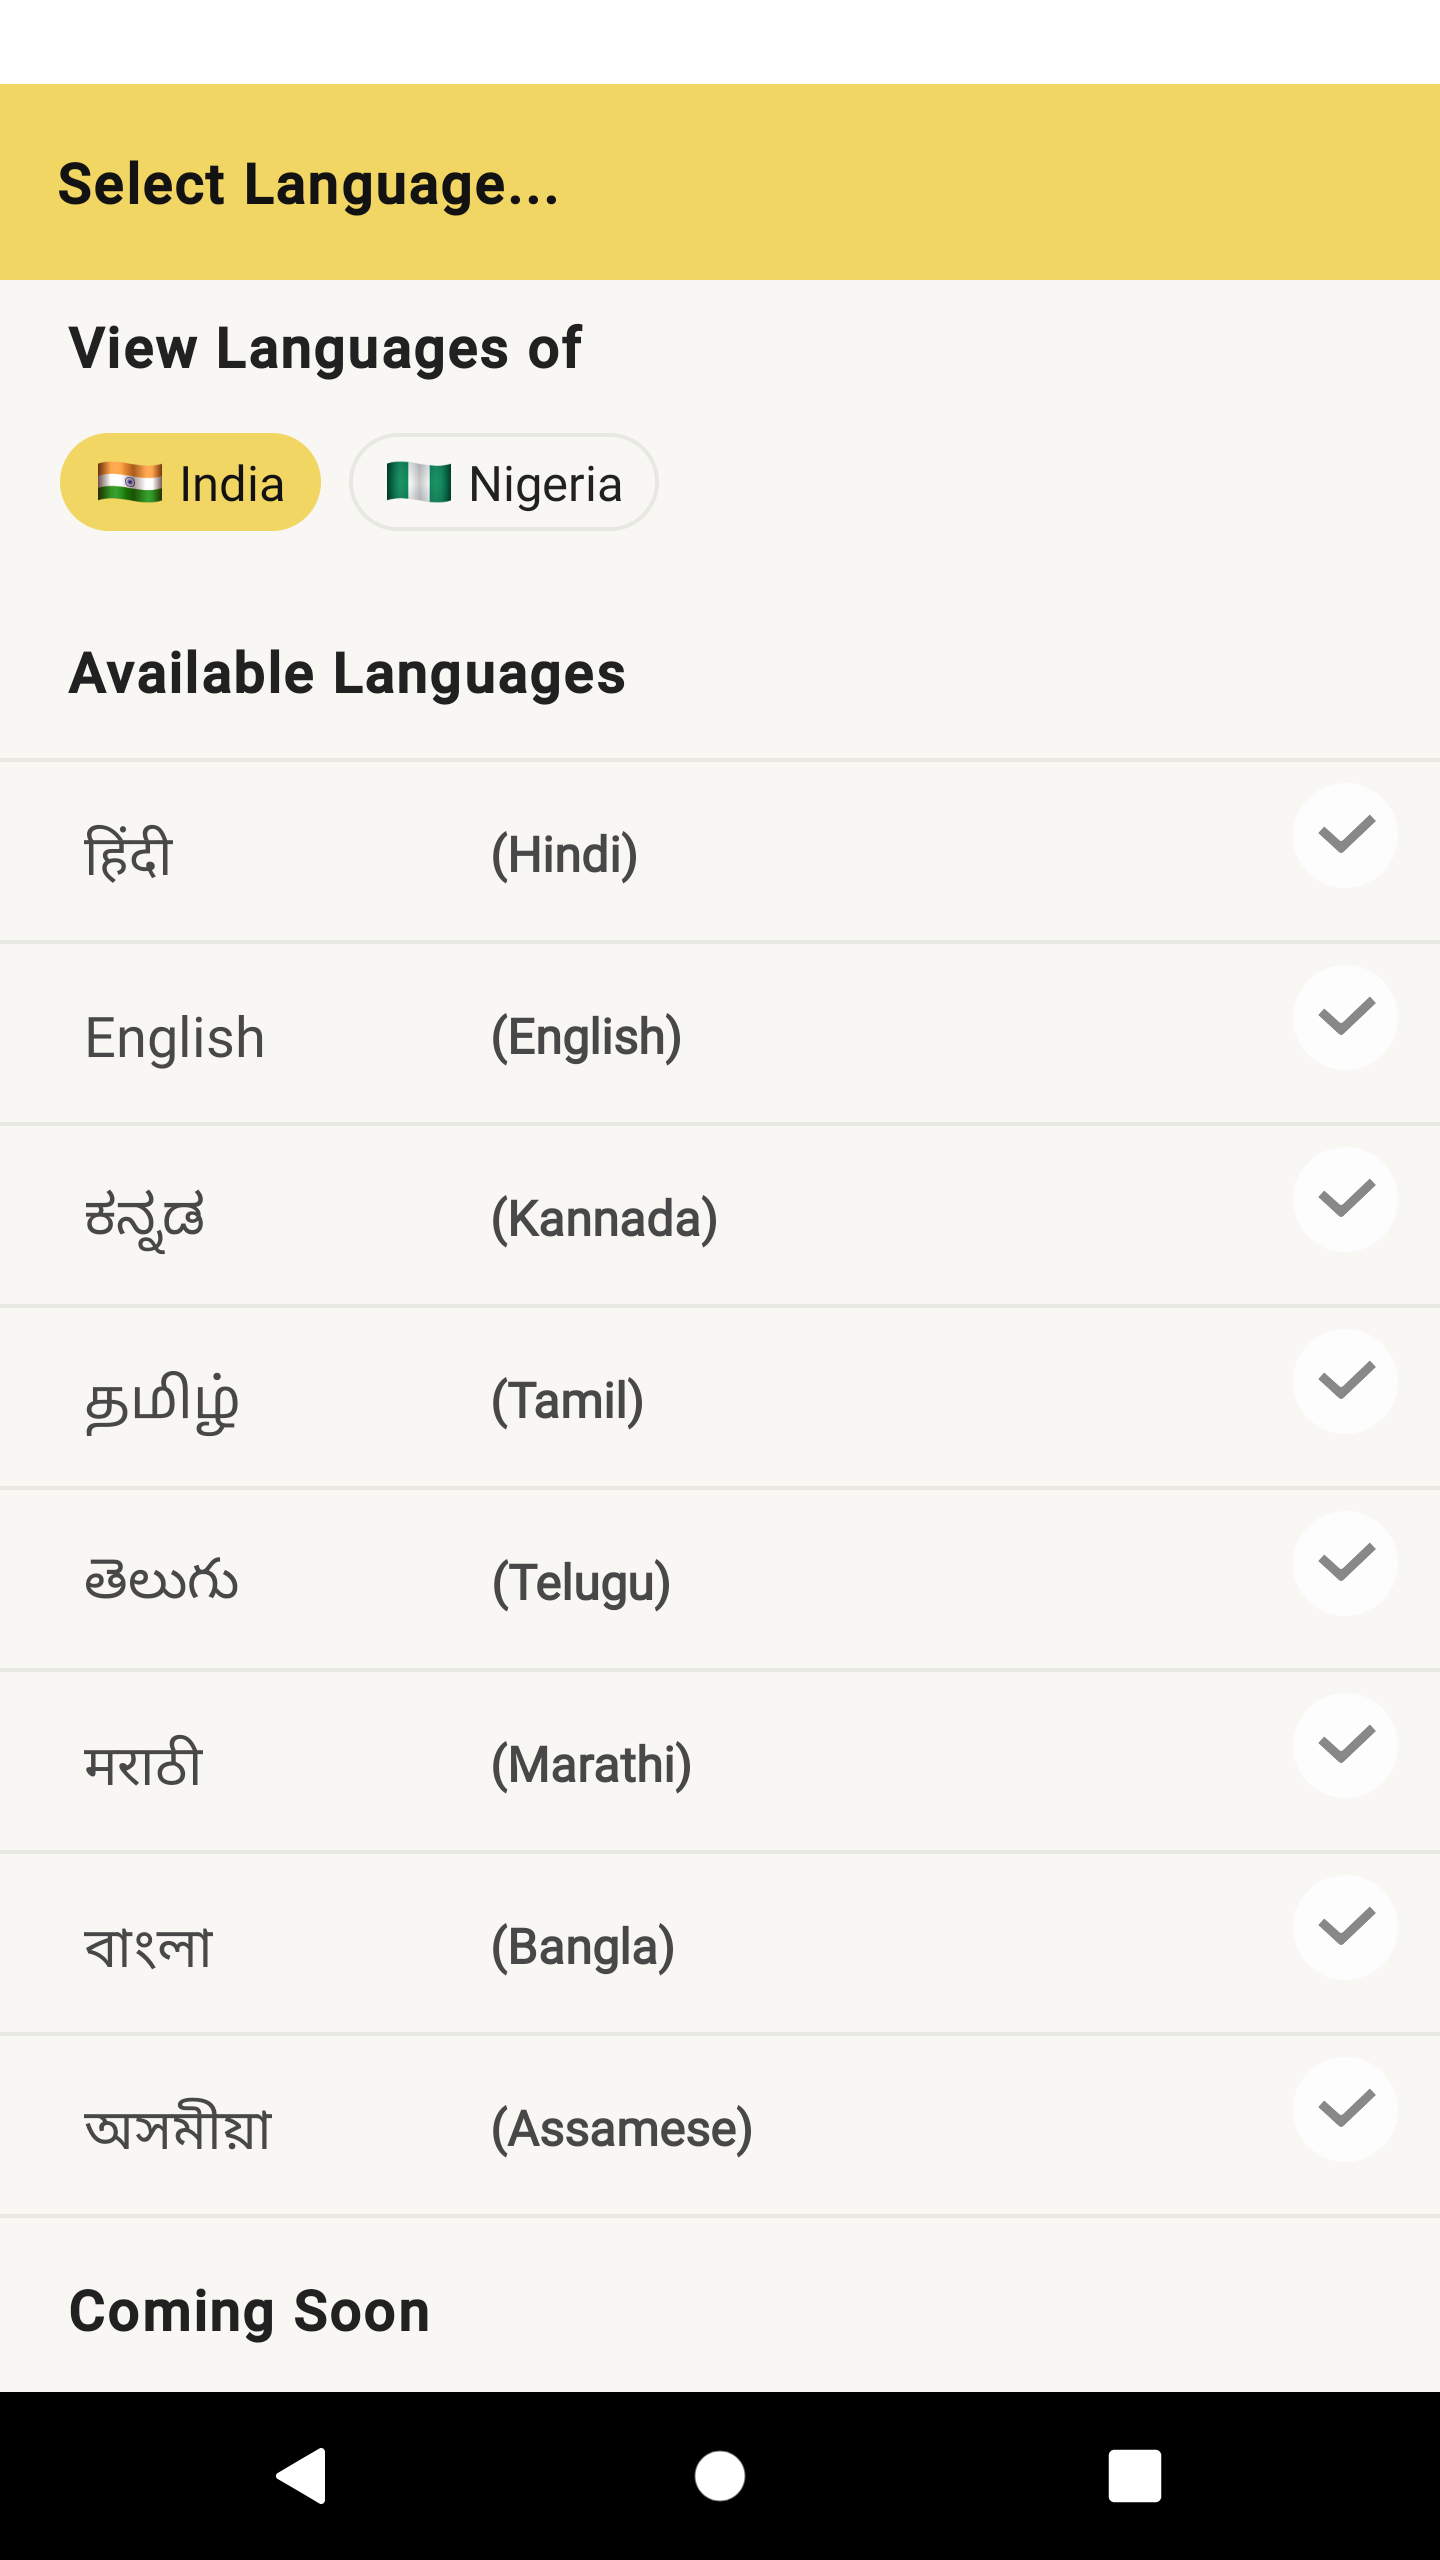 Select Language...
View Languages of
India Nigeria
Available Languages
हिंदी (Hindi)
English (English)
ಕನ್ನಡ (Kannada)
தமிழ் (Tamil)
తెలుగు (Telugu)
मराठी (Marathi)
বাংলা (Bangla)
অসমীয়া (Assamese)
Coming Soon